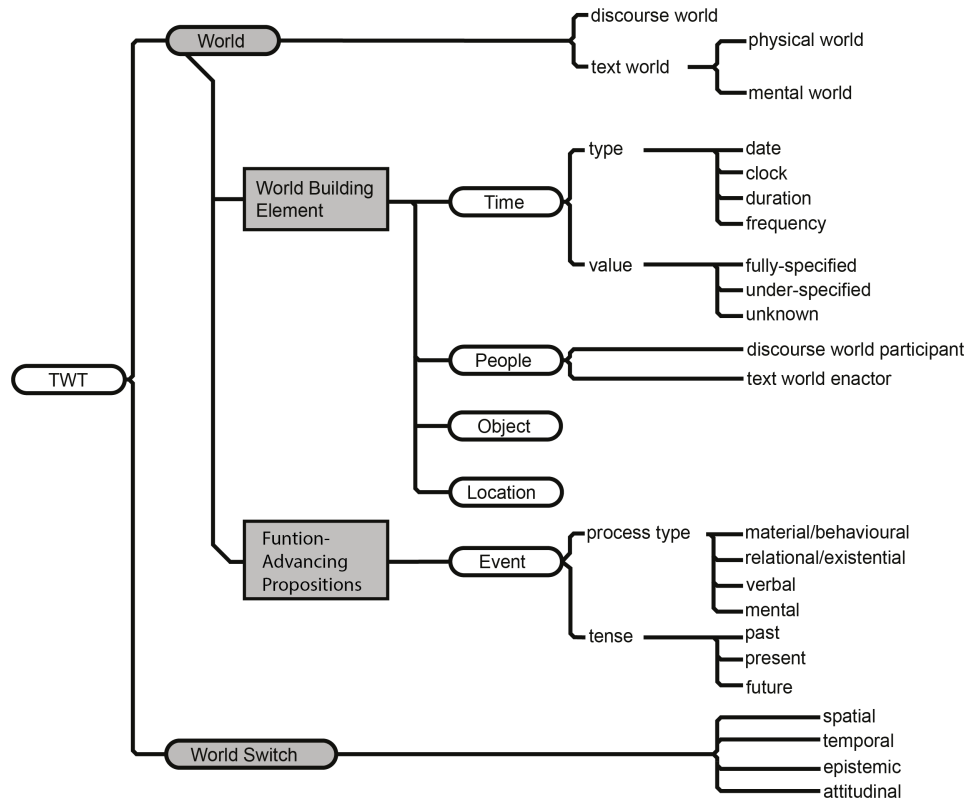 discourse world
World
physical world
text world
mental world
type
date
clock
World Building
Element
Time
duration
frequency
value
fully-specified
under-specified
unknown
People
discourse world participant
TWT
text world enactor
Object
Location
process type
material/behavioural
Funtion-
Advancing
Propositions
Event
relational/existential
verbal
mental
tense
past
present
future
spatial
World Switch
temporal
epistemic
attitudinal